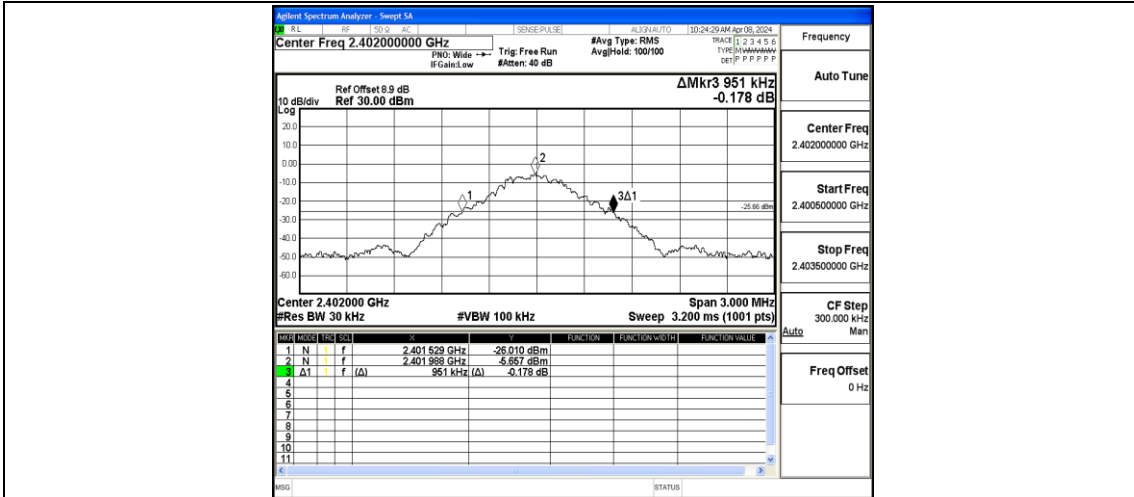 Agilent Spectrum Analyzer - Swept SA
RL RF 50 Ω AC SENSE:PULSE ALIGNAUTO 10:24:29 AM Apr 08, 2024
Center Freq 2.402000000 GHz
PNO: Wide
IFGain:Low
Trig: Free Run
#Atten: 40 dB
#Avg Type: RMS
Avg|Hold: 100/100
TRACE 1 2 3 4 5 6
TYPE MWWWWW
DET P P P P P P
ΔMkr3 951 kHz
-0.178 dB
Ref Offset 8.9 dB
10 dB/div Ref 30.00 dBm
Log
20.0
10.0
0.00
-10.0
-20.0
-30.0
-40.0
-50.0
-60.0
1
2
3Δ1
-25.66 dBm
Center 2.402000 GHz Span 3.000 MHz
#Res BW 30 kHz #VBW 100 kHz Sweep 3.200 ms (1001 pts)
MKR MODE TRC SCL X Y FUNCTION FUNCTION WIDTH FUNCTION VALUE
1 N 1 f 2.401 529 GHz -26.010 dBm
2 N 1 f 2.401 988 GHz -5.657 dBm
3 Δ1 1 f (Δ) 951 kHz (Δ) -0.178 dB
4
5
6
7
8
9
10
11
MSG STATUS
Frequency
Auto Tune
Center Freq
2.402000000 GHz
Start Freq
2.400500000 GHz
Stop Freq
2.403500000 GHz
CF Step
300.000 kHz
Auto Man
Freq Offset
0 Hz